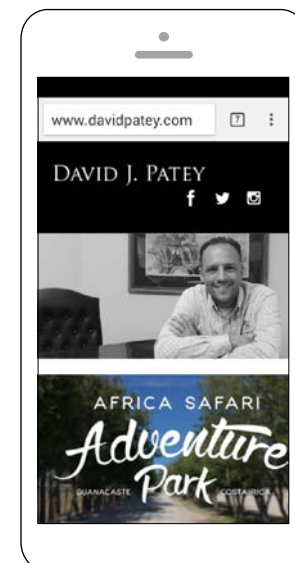 www.davidpatey.com
7
DAVID J. PATEY
AFRICA SAFARI
Adventure
Park
GUANACASTE
COSTA RICA